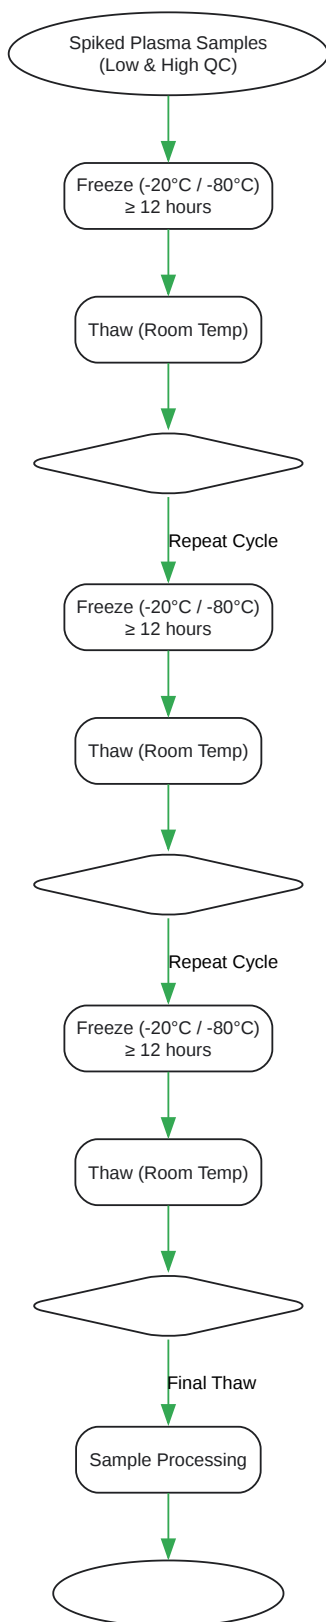 Spiked Plasma Samples
(Low & High QC)
Freeze (-20°C / -80°C)
≥ 12 hours
Thaw (Room Temp)
Repeat Cycle
Freeze (-20°C / -80°C)
≥ 12 hours
Thaw (Room Temp)
Repeat Cycle
Freeze (-20°C / -80°C)
≥ 12 hours
Thaw (Room Temp)
Final Thaw
Sample Processing